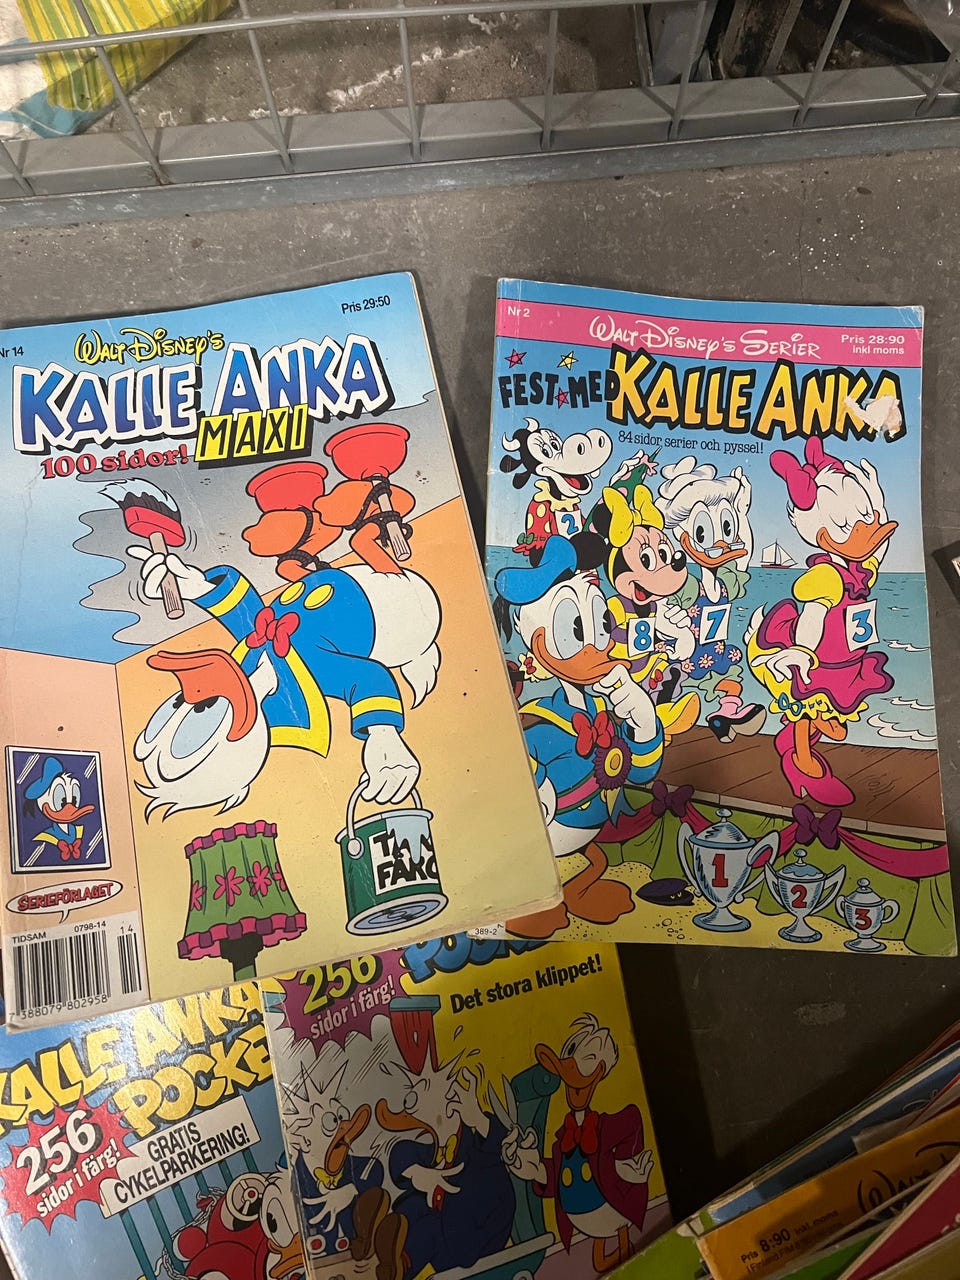 Nr 14
Pris 29:50
Walt Disney's
KALLE ANKA
MAXI
100 sidor!
SERIEFÖRLAGET
TIDSAM 0798-14
14
7 388079 802958
Nr 2
Walt Disney's Serier
Pris 28:90
inkl moms
FEST MED KALLE ANKA
84 sidor serier och pyssel!
2
8
7
3
1
2
3
389-2
KALLE ANKA
POCKE
256
sidor i färg!
GRATIS
CYKELPARKERING!
256
sidor i färg!
Det stora klippet!
Pris 8:90 inkl. moms